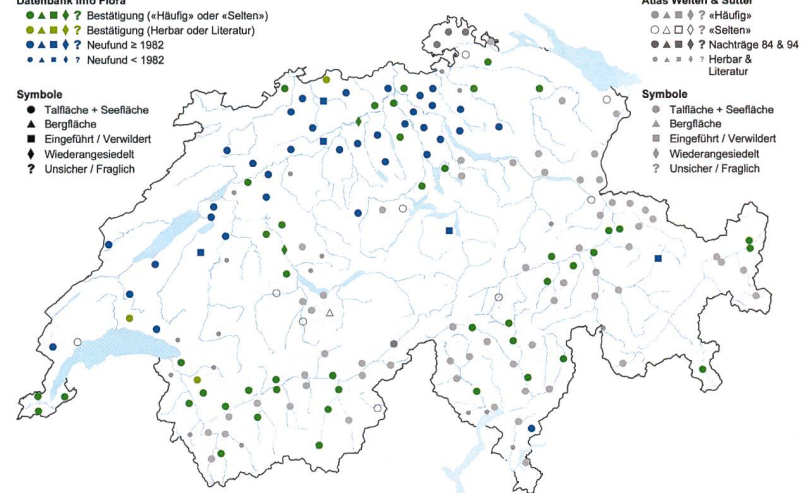 Datenbank Info Flora
? Bestätigung («Häufig» oder «Selten»)
? Bestätigung (Herbar oder Literatur)
? Neufund ≥ 1982
? Neufund < 1982
Symbole
Talfläche + Seefläche
Bergfläche
Eingeführt / Verwildert
Wiederangesiedelt
? Unsicher / Fraglich
Atlas Welten & Sutter
? «Häufig»
? «Selten»
? Nachträge 84 & 94
? Herbar &
Literatur
Symbole
Talfläche + Seefläche
Bergfläche
Eingeführt / Verwildert
Wiederangesiedelt
? Unsicher / Fraglich